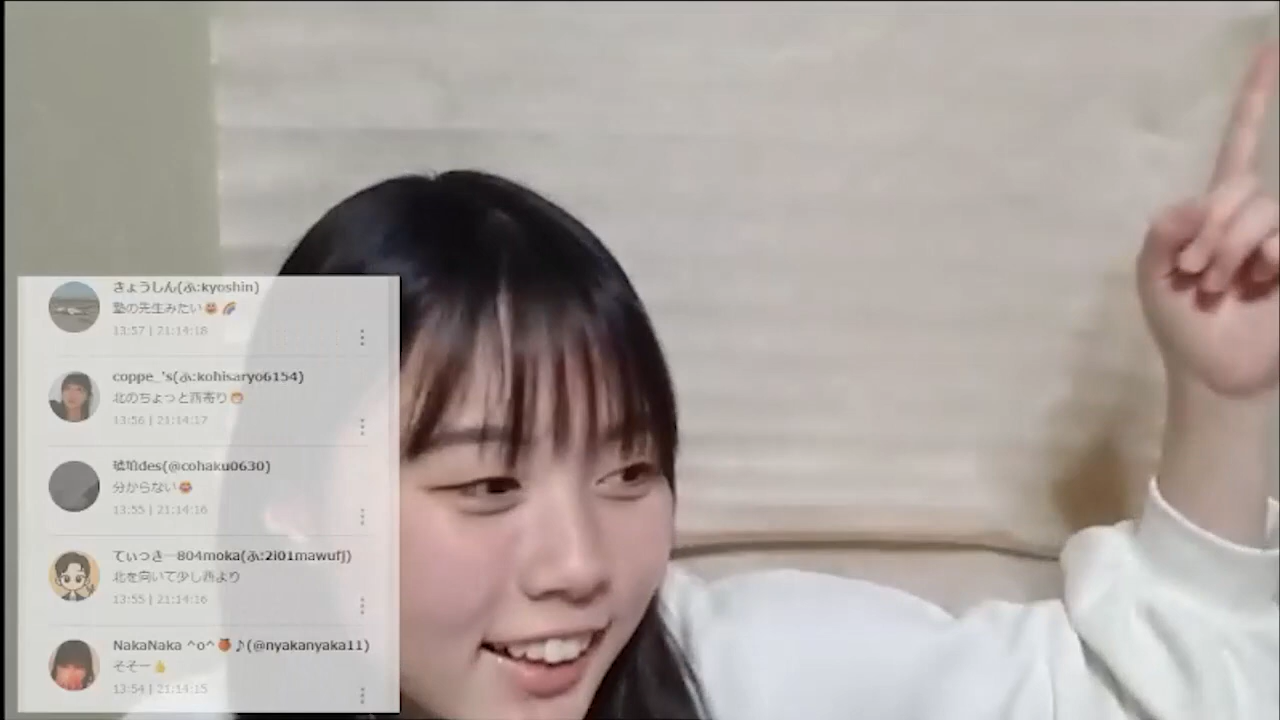 きょうしん(ふ:kyoshin)
塾の先生みたい🌈
13:57 | 21:14:18
coppe_'s(ふ:kohisaryo6154)
北のちょっと西寄り
13:56 | 21:14:17
琥珀des(@cohaku0630)
分からない
13:55 | 21:14:16
てぃっきー804moka(ふ:2i01mawufj)
北を向いて少し西より
13:55 | 21:14:16
NakaNaka ^o^🍎♪(@nyakanyaka11)
そそー👍
13:54 | 21:14:15